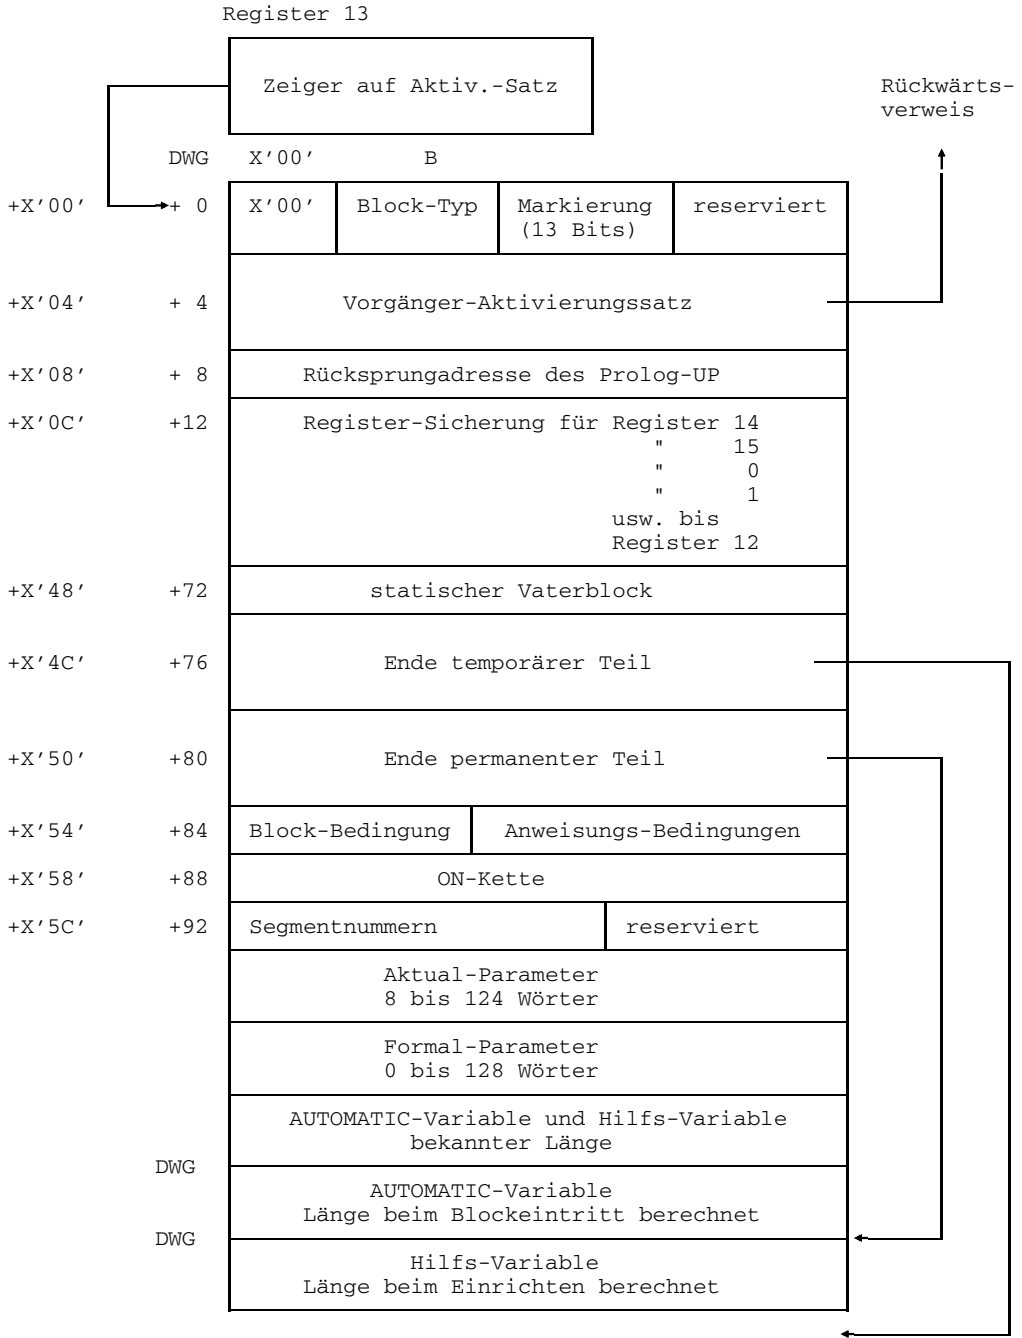 Register 13
Zeiger auf Aktiv.-Satz
Rückwärts-
verweis
DWG X'00' B
+X'00' + 0 X'00' Block-Typ Markierung reserviert
(13 Bits)
+X'04' + 4 Vorgänger-Aktivierungssatz
+X'08' + 8 Rücksprungadresse des Prolog-UP
+X'0C' +12 Register-Sicherung für Register 14
" 15
" 0
" 1
usw. bis
Register 12
+X'48' +72 statischer Vaterblock
+X'4C' +76 Ende temporärer Teil
+X'50' +80 Ende permanenter Teil
+X'54' +84 Block-Bedingung Anweisungs-Bedingungen
+X'58' +88 ON-Kette
+X'5C' +92 Segmentnummern reserviert
Aktual-Parameter
8 bis 124 Wörter
Formal-Parameter
0 bis 128 Wörter
AUTOMATIC-Variable und Hilfs-Variable
bekannter Länge
DWG
AUTOMATIC-Variable
Länge beim Blockeintritt berechnet
DWG
Hilfs-Variable
Länge beim Einrichten berechnet